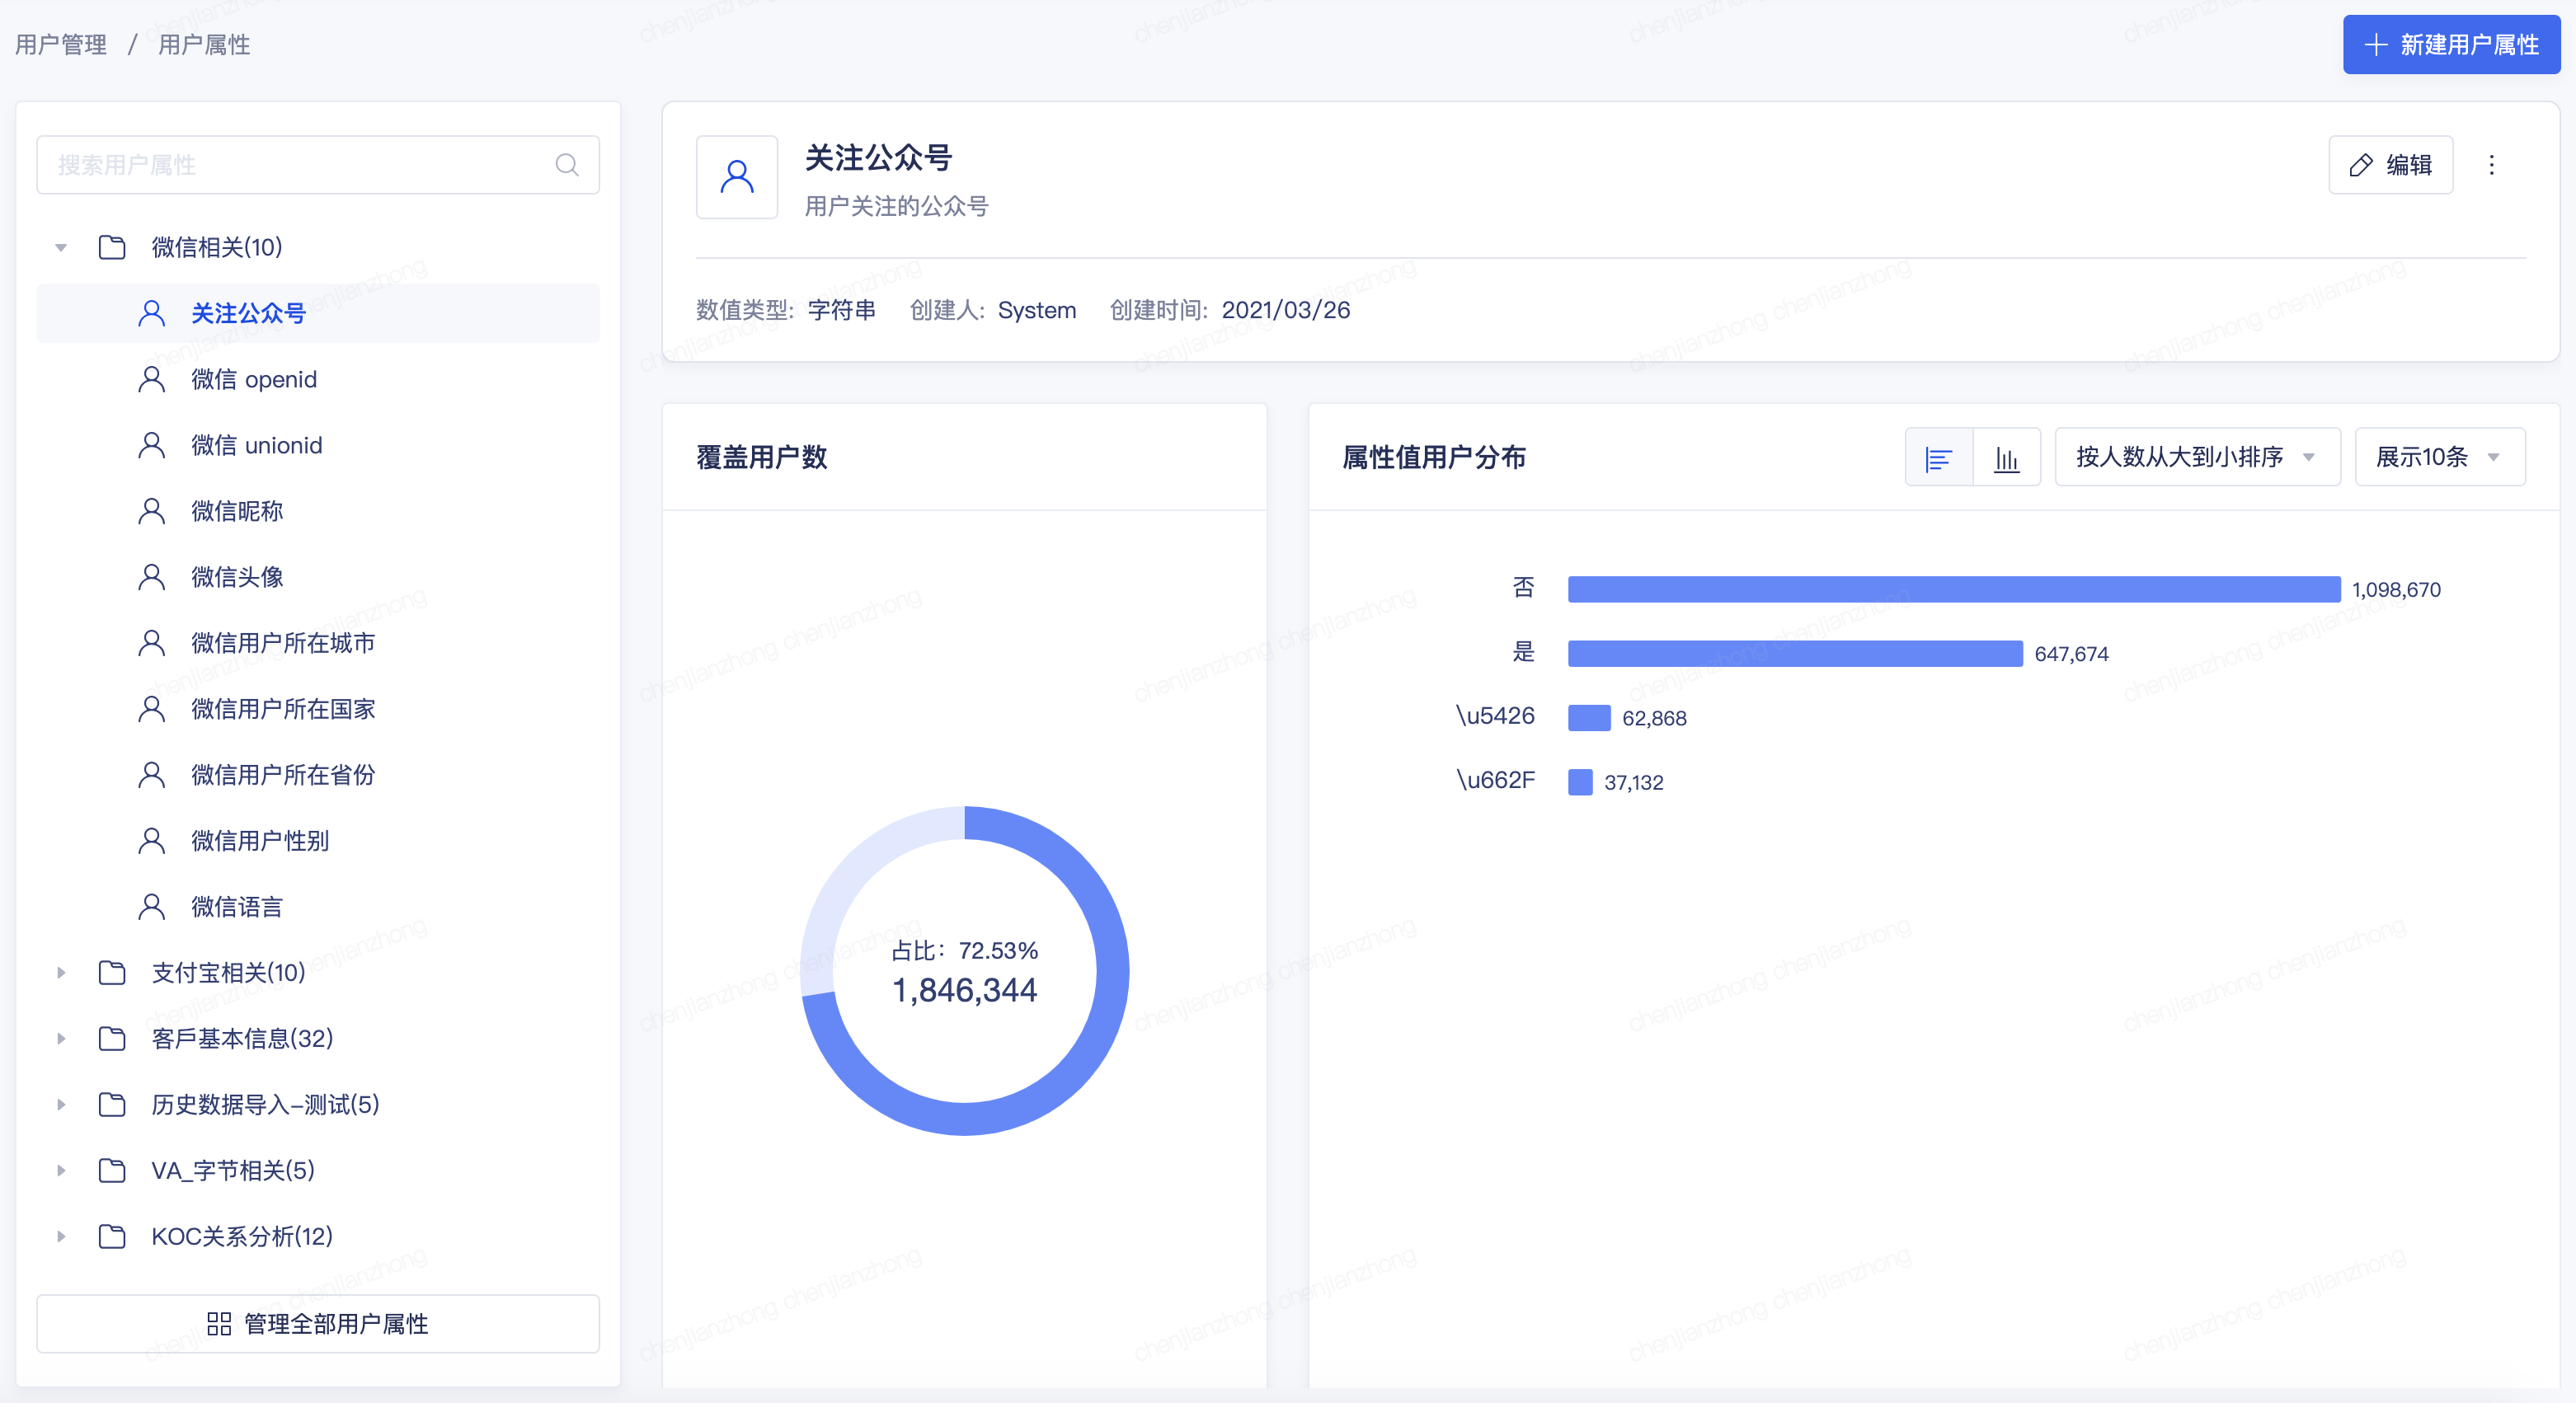 用户管理 / 用户属性
新建用户属性
搜索用户属性
微信相关(10)
关注公众号
微信 openid
微信 unionid
微信昵称
微信头像
微信用户所在城市
微信用户所在国家
微信用户所在省份
微信用户性别
微信语言
支付宝相关(10)
客戶基本信息(32)
历史数据导入–测试(5)
VA_字节相关(5)
KOC关系分析(12)
管理全部用户属性
关注公众号
用户关注的公众号
编辑
数值类型: 字符串 创建人: System 创建时间: 2021/03/26
覆盖用户数
占比: 72.53%
1,846,344
属性值用户分布
按人数从大到小排序
展示10条
否 1,098,670
是 647,674
\u5426 62,868
\u662F 37,132
chenjianzhong chenjianzhong